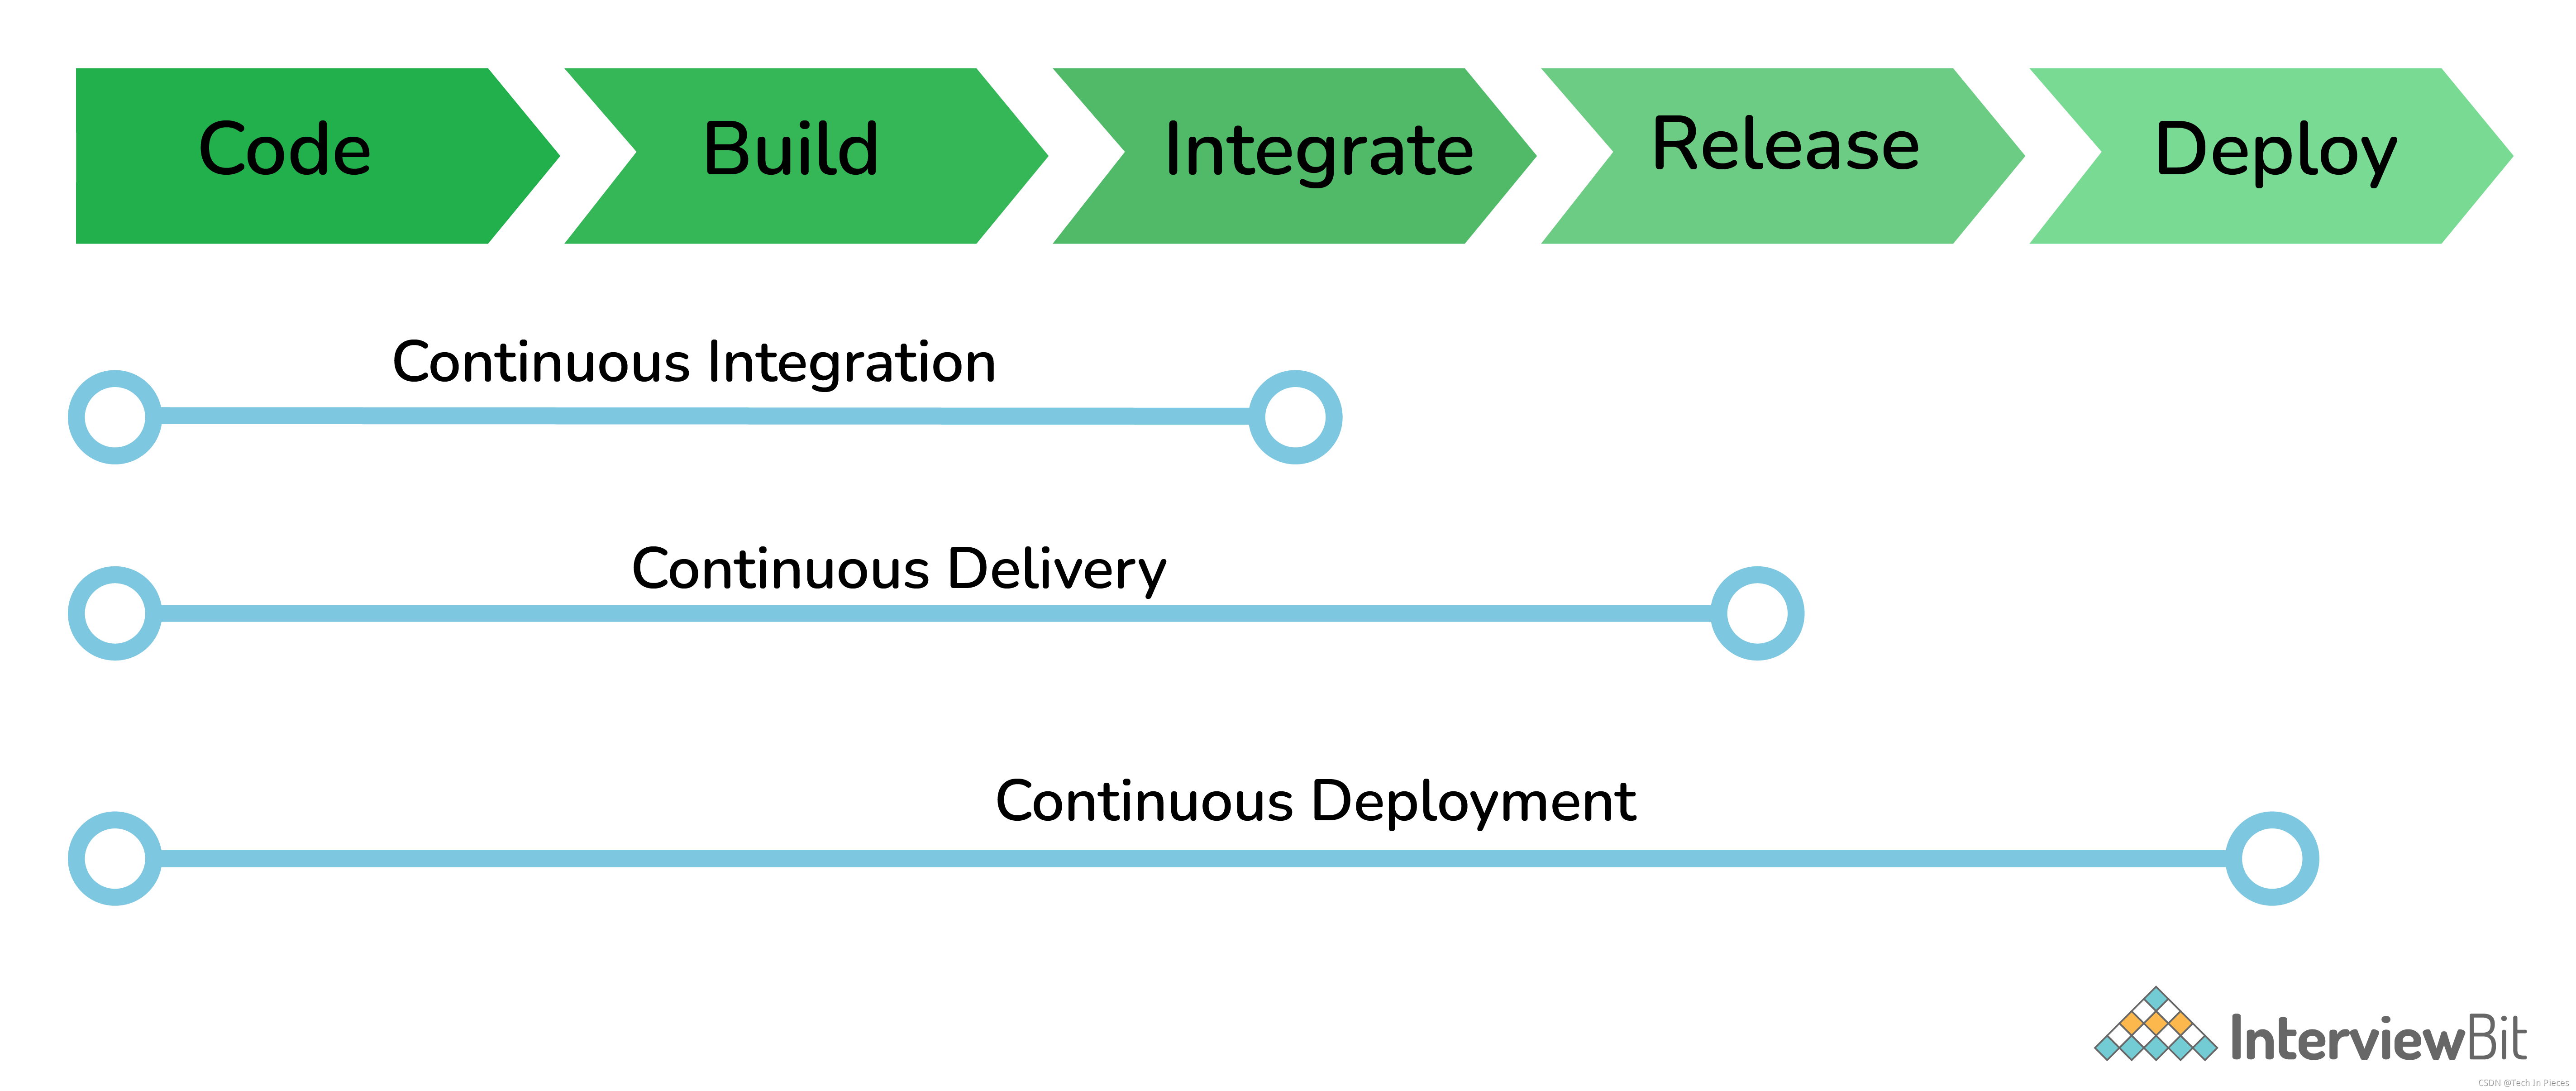 Code
Build
Integrate
Release
Deploy
Continuous Integration
Continuous Delivery
Continuous Deployment
InterviewBit
CSDN @Tech In Pieces